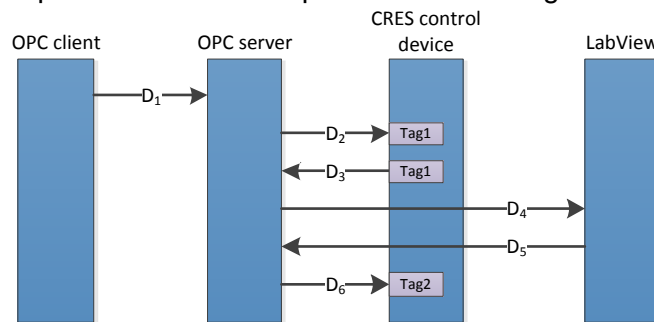 CRES control
OPC client OPC server device LabView
D1
D2 Tag1
D3 Tag1
D4
D5
D6 Tag2